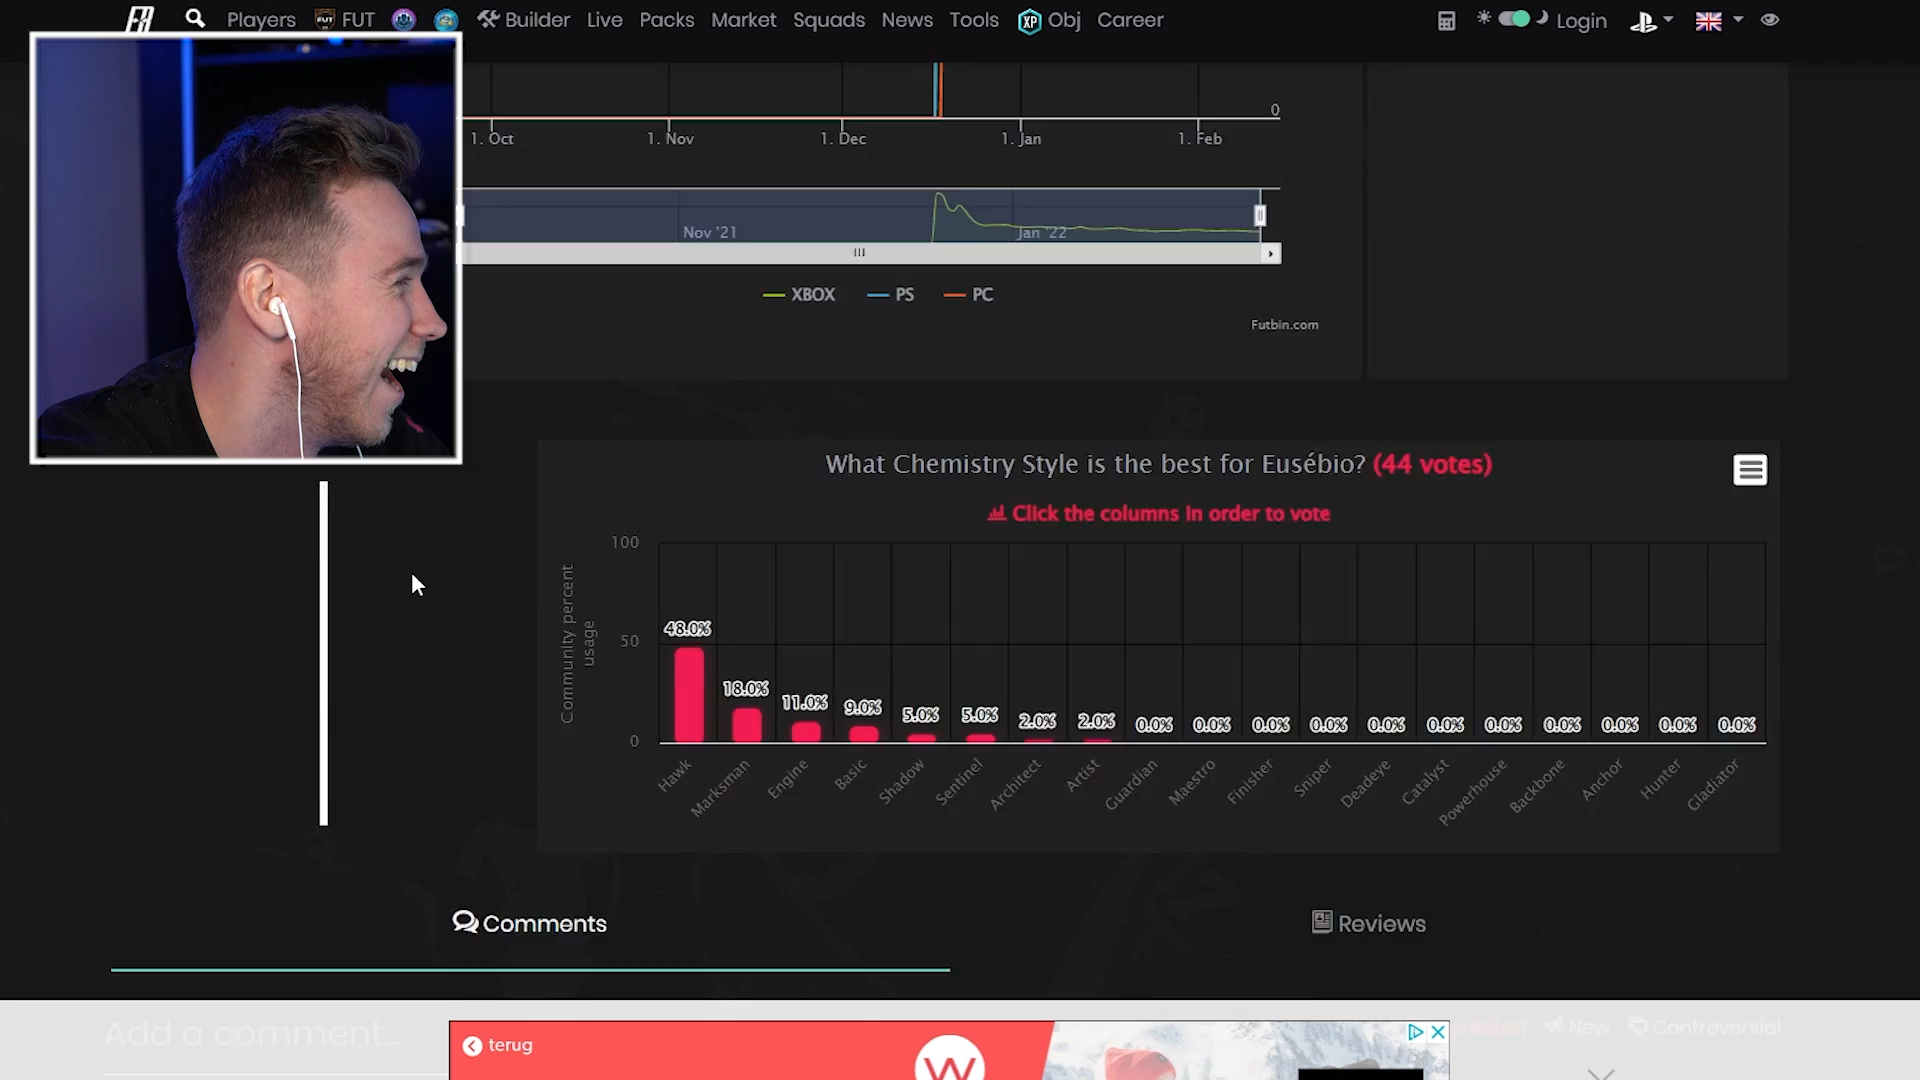 Players FUT Builder Live Packs Market Squads News Tools XP Obj Career Login
0
1. Oct 1. Nov 1. Dec 1. Jan 1. Feb
Nov '21 Jan '22
XBOX PS PC
Futbin.com
What Chemistry Style is the best for Eusébio? (44 votes)
Click the columns in order to vote
Community percent usage
100
50
0
48.0% 18.0% 11.0% 9.0% 5.0% 5.0% 2.0% 2.0% 0.0% 0.0% 0.0% 0.0% 0.0% 0.0% 0.0% 0.0% 0.0% 0.0% 0.0%
Hawk Marksman Engine Basic Shadow Sentinel Architect Artist Guardian Maestro Finisher Sniper Deadeye Catalyst Powerhouse Backbone Anchor Hunter Gladiator
Comments Reviews
Add a comment... New Controversial
terug
W